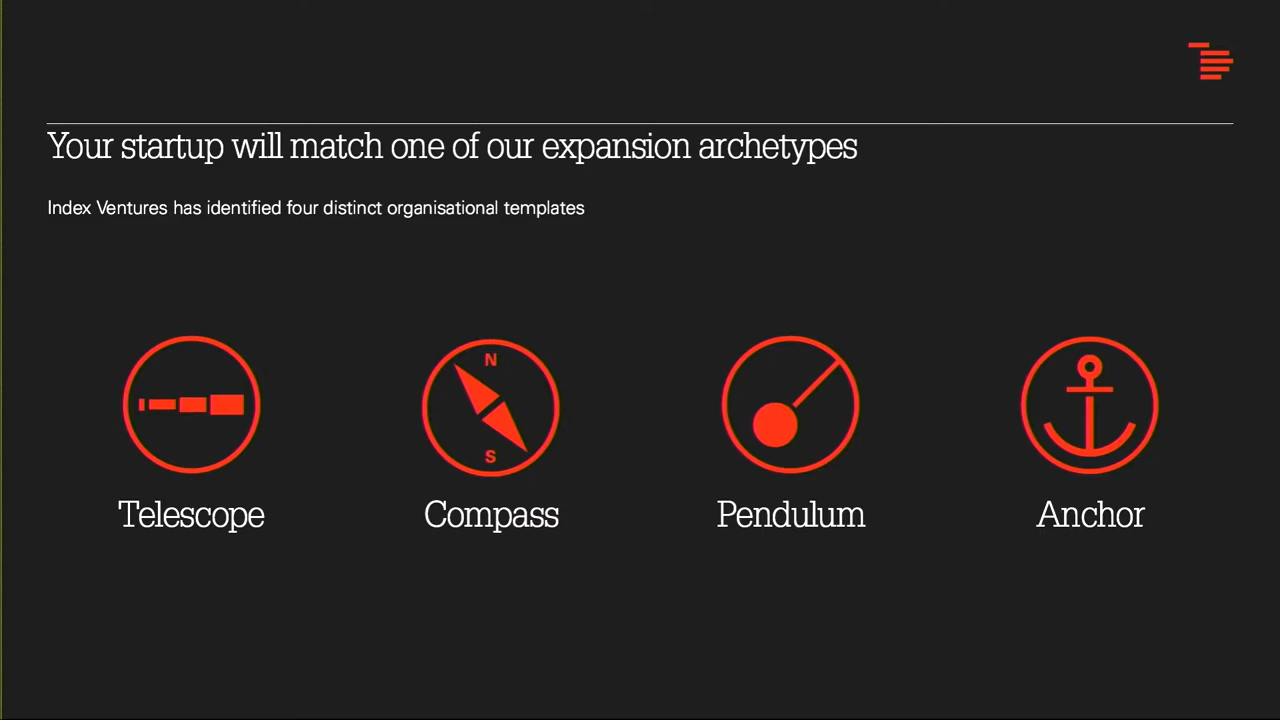 Your startup will match one of our expansion archetypes
Index Ventures has identified four distinct organisational templates
N
S
Telescope
Compass
Pendulum
Anchor